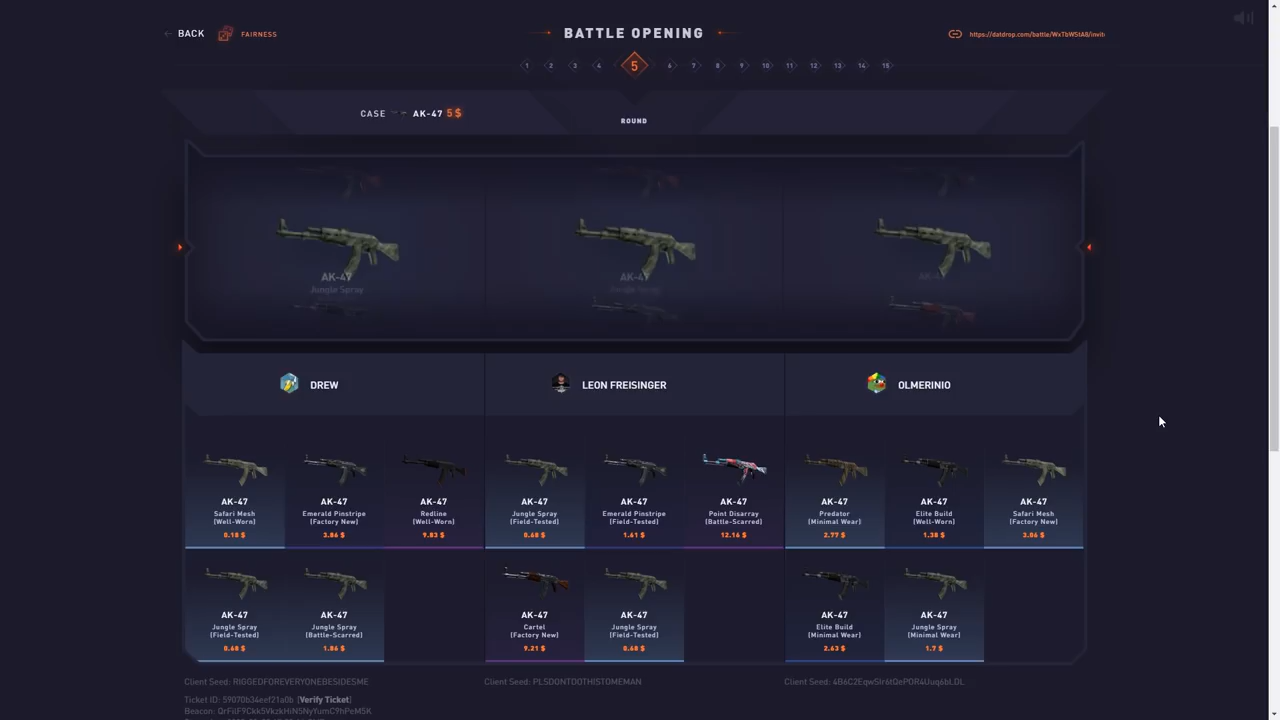 BACK
FAIRNESS
BATTLE OPENING
https://datdrop.com/battle/WxTbWStA8/invit
1 2 3 4 5 6 7 8 9 10 11 12 13 14 15
CASE AK-47 5 $
ROUND
AK-47 AK-47 AK-47
Jungle Spray Jungle Spray
DREW LEON FREISINGER OLMERINIO
AK-47 AK-47 AK-47 AK-47 AK-47 AK-47 AK-47 AK-47 AK-47
Safari Mesh Emerald Pinstripe Redline Jungle Spray Emerald Pinstripe Point Disarray Predator Elite Build Safari Mesh
(Well-Worn) (Factory New) (Well-Worn) (Field-Tested) (Field-Tested) (Battle-Scarred) (Minimal Wear) (Well-Worn) (Factory New)
0.18 $ 3.86 $ 9.83 $ 0.68 $ 1.61 $ 12.16 $ 2.77 $ 1.38 $ 3.06 $
AK-47 AK-47 AK-47 AK-47 AK-47 AK-47
Jungle Spray Jungle Spray Cartel Jungle Spray Elite Build Jungle Spray
(Field-Tested) (Battle-Scarred) (Factory New) (Field-Tested) (Minimal Wear) (Minimal Wear)
0.68 $ 1.86 $ 9.21 $ 0.68 $ 2.63 $ 1.7 $
Client Seed: RIGGEDFOREVERYONEBESIDESME Client Seed: PLSDONTDOTHISTOMEMAN Client Seed:
Ticket ID: 59070b34eef21a0b (Verify Ticket)
Beacon: